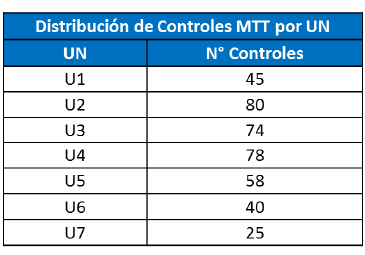 Distribución de Controles MTT por UN
UN N° Controles
U1 45
U2 80
U3 74
U4 78
U5 58
U6 40
U7 25